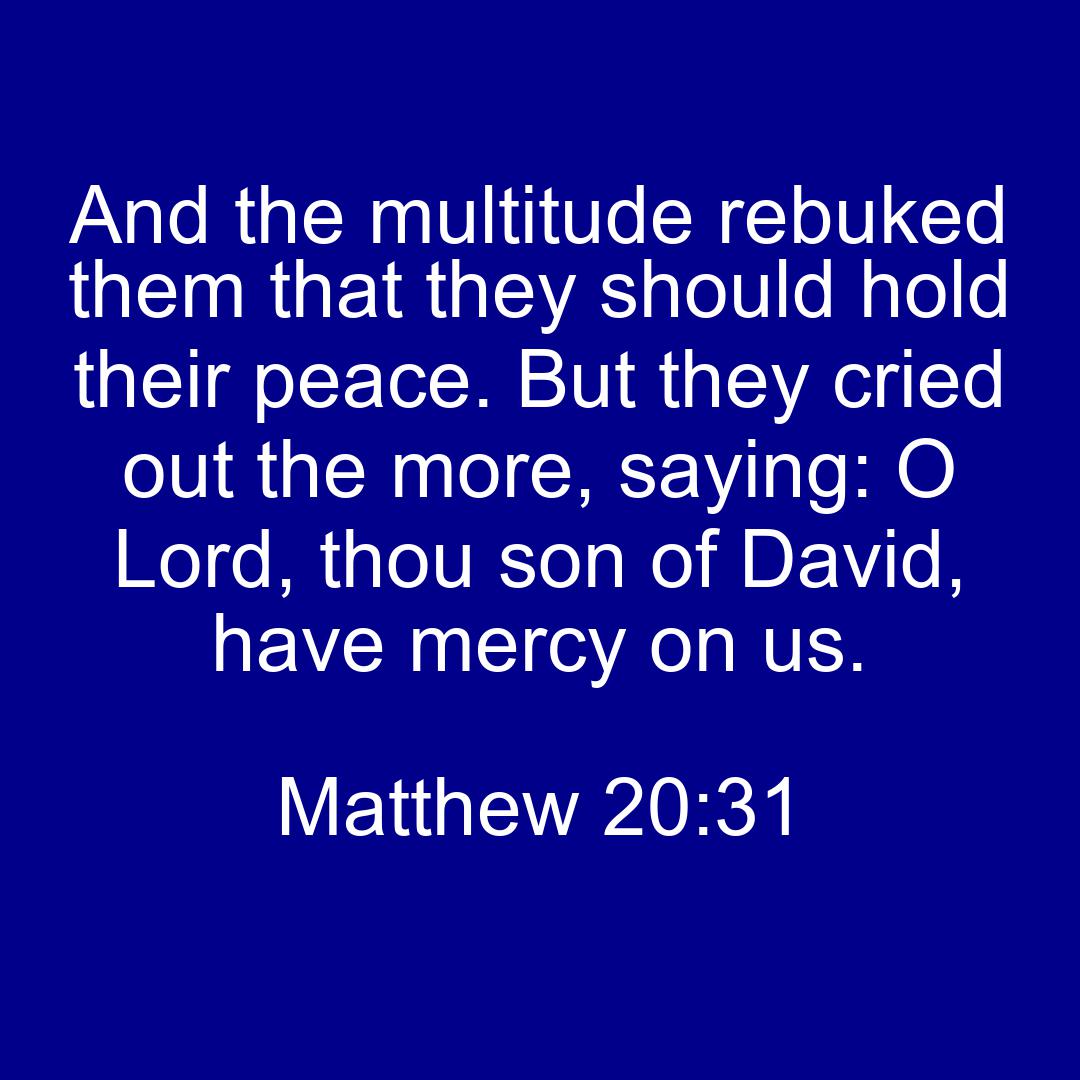 And the multitude rebuked
them that they should hold
their peace. But they cried
out the more, saying: O
Lord, thou son of David,
have mercy on us.
Matthew 20:31